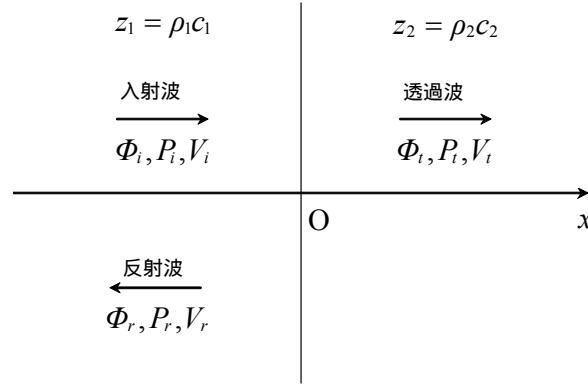 z₁ = ρ₁c₁
z₂ = ρ₂c₂
入射波
透過波
Φᵢ, Pᵢ, Vᵢ
Φₜ, Pₜ, Vₜ
O
x
反射波
Φᵣ, Pᵣ, Vᵣ